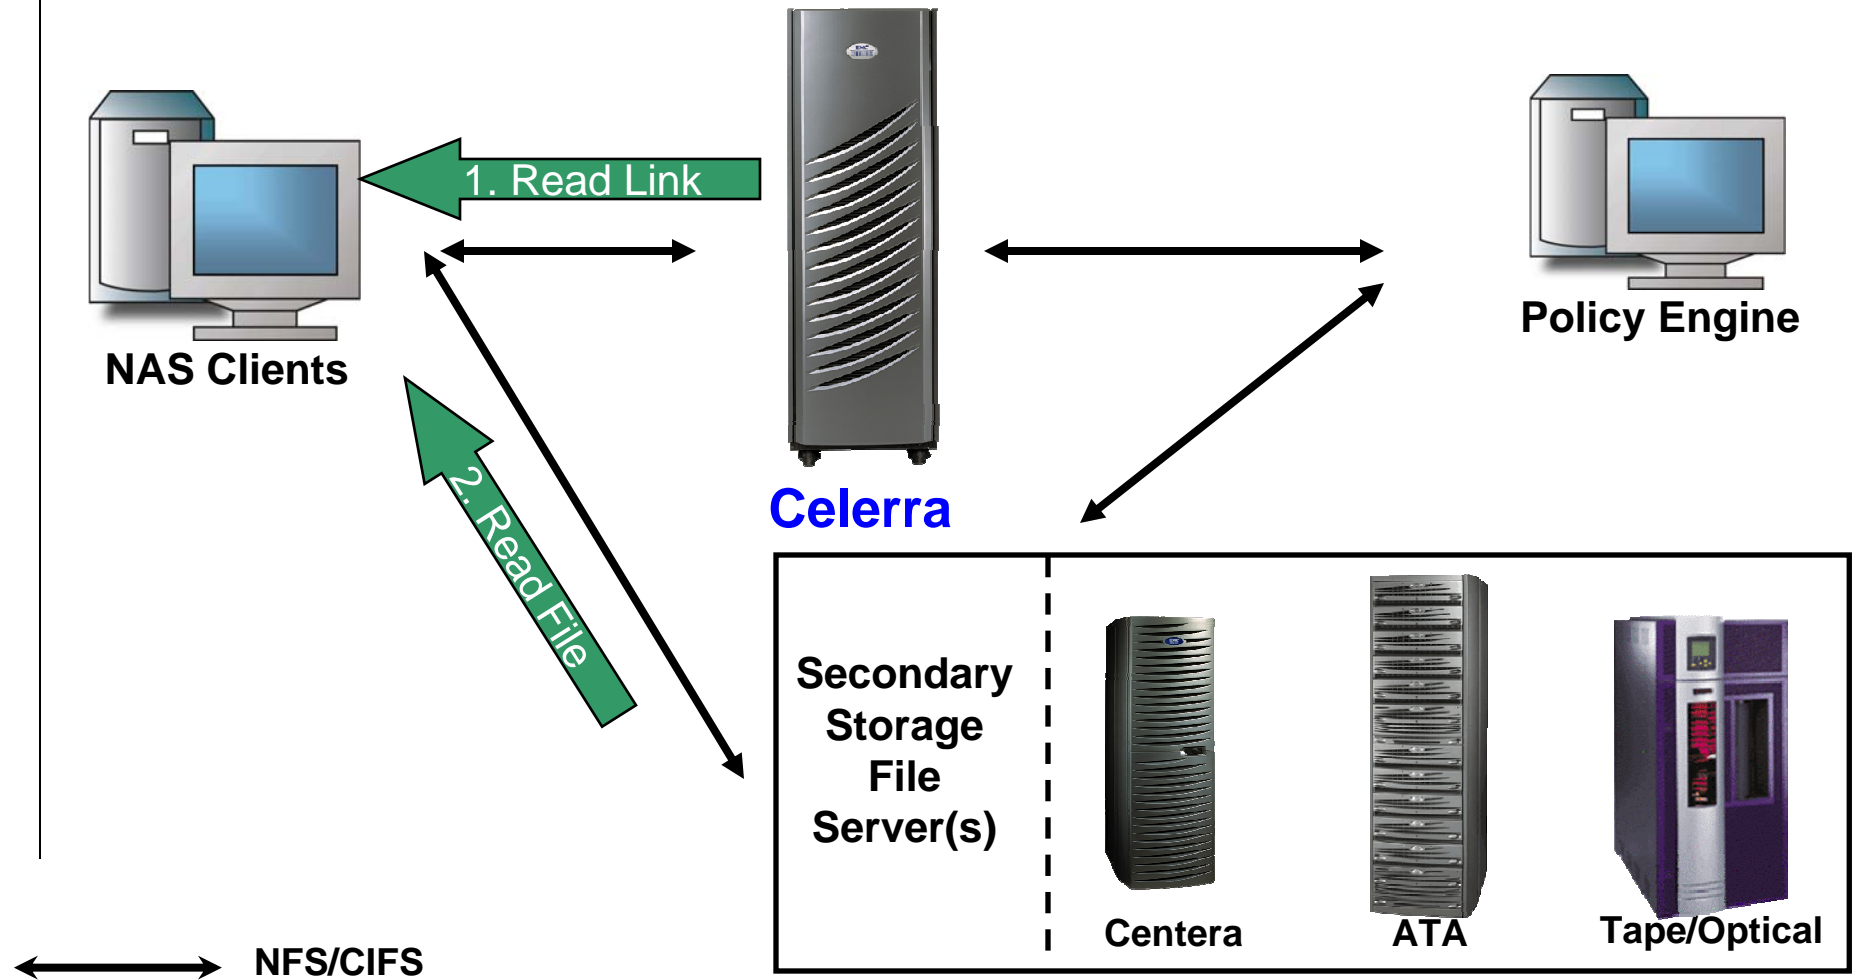 1. Read Link
NAS Clients
Policy Engine
2. Read File
Celerra
Secondary
Storage
File
Server(s)
Centera
ATA
Tape/Optical
NFS/CIFS